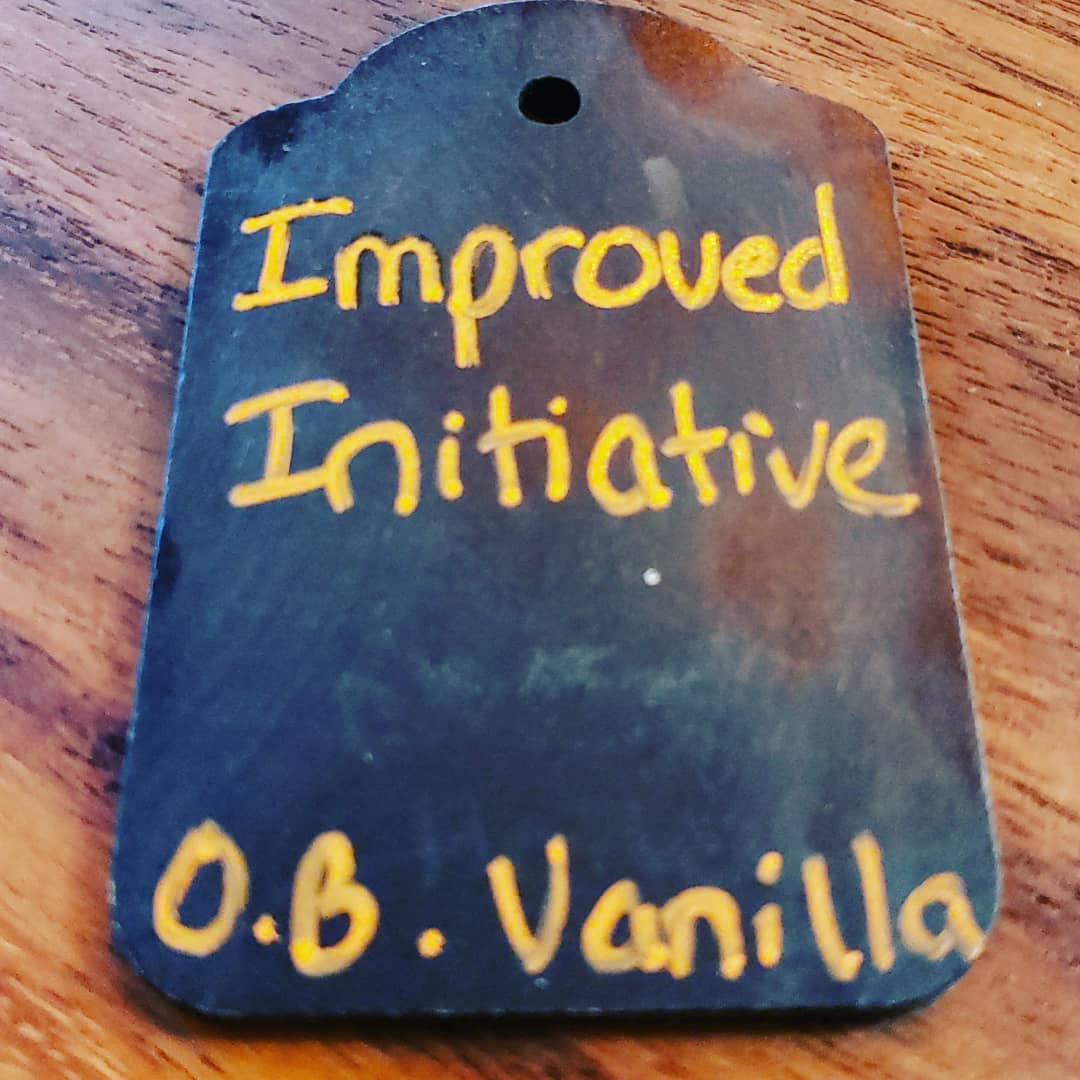 Improved
Initiative
O.B. Vanilla